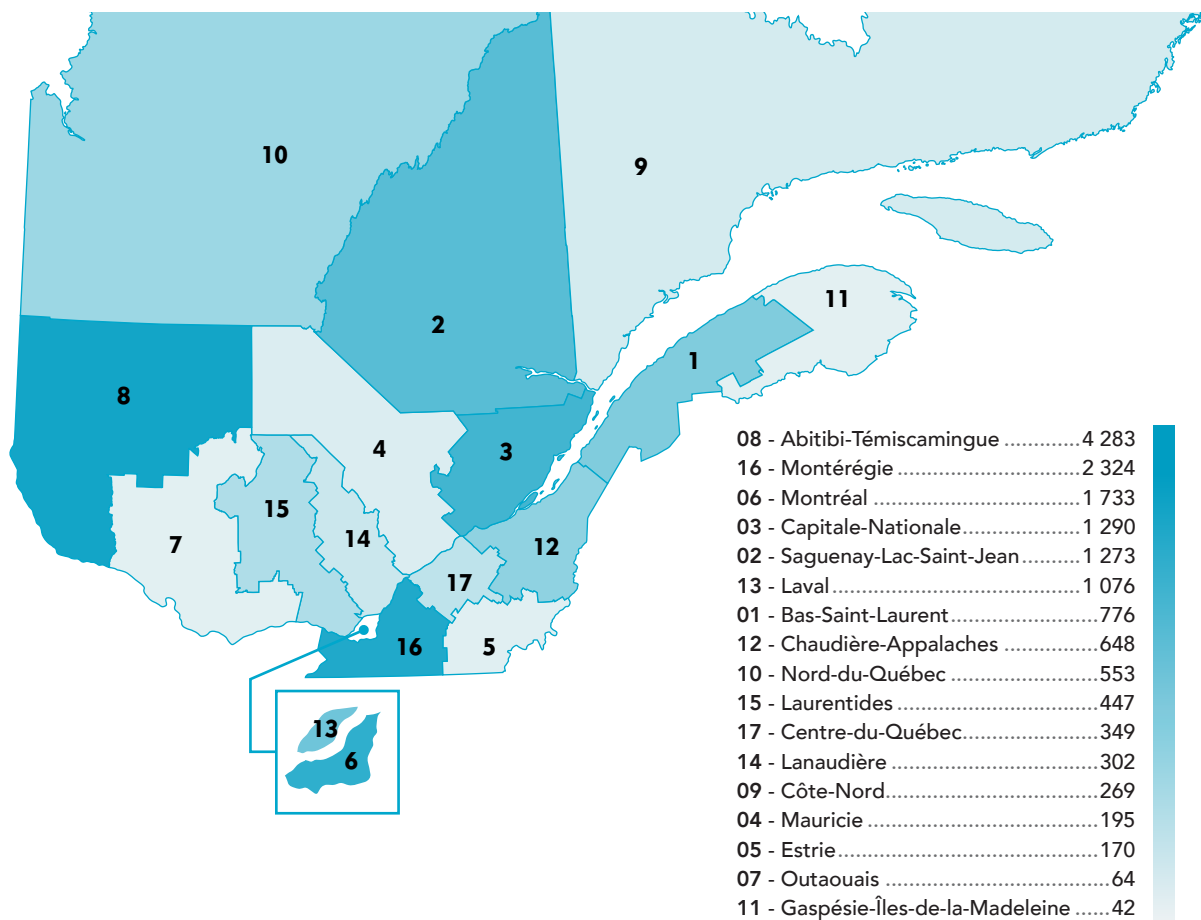 10
9
11
2
1
8
4
3
15
14
7
12
17
16
5
13
6
08 - Abitibi-Témiscamingue .............4 283
16 - Montérégie ...............................2 324
06 - Montréal ..................................1 733
03 - Capitale-Nationale....................1 290
02 - Saguenay-Lac-Saint-Jean..........1 273
13 - Laval.........................................1 076
01 - Bas-Saint-Laurent.........................776
12 - Chaudière-Appalaches ................648
10 - Nord-du-Québec .........................553
15 - Laurentides ..................................447
17 - Centre-du-Québec.......................349
14 - Lanaudière ...................................302
09 - Côte-Nord....................................269
04 - Mauricie .......................................195
05 - Estrie............................................170
07 - Outaouais ......................................64
11 - Gaspésie-Îles-de-la-Madeleine ......42